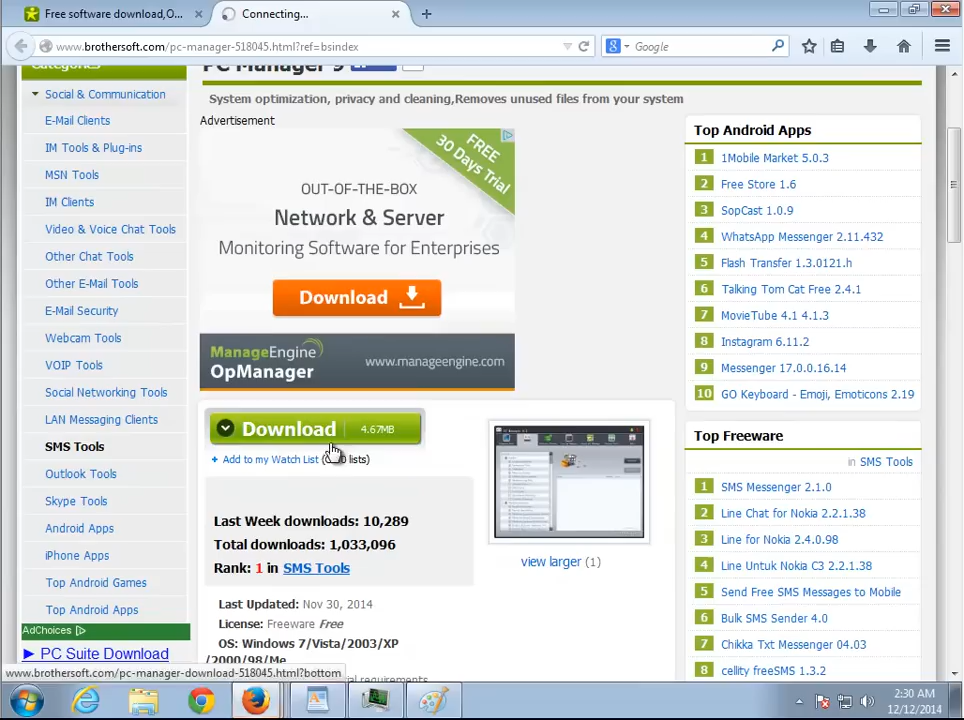 Free software download,O...
Connecting...
www.brothersoft.com/pc-manager-518045.html?ref=bsindex
Google
Categories
Social & Communication
E-Mail Clients
IM Tools & Plug-ins
MSN Tools
IM Clients
Video & Voice Chat Tools
Other Chat Tools
Other E-Mail Tools
E-Mail Security
Webcam Tools
VOIP Tools
Social Networking Tools
LAN Messaging Clients
SMS Tools
Outlook Tools
Skype Tools
Android Apps
iPhone Apps
Top Android Games
Top Android Apps
AdChoices
PC Suite Download
PC Manager 9
System optimization, privacy and cleaning,Removes unused files from your system
Advertisement
FREE
30 Days Trial
OUT-OF-THE-BOX
Network & Server
Monitoring Software for Enterprises
Download
ManageEngine
OpManager
www.manageengine.com
Download 4.67MB
+ Add to my Watch List lists)
Last Week downloads: 10,289
Total downloads: 1,033,096
Rank: 1 in SMS Tools
view larger (1)
Last Updated: Nov 30, 2014
License: Freeware Free
OS: Windows 7/Vista/2003/XP
/2000/98/Me
requirements
Top Android Apps
1 1Mobile Market 5.0.3
2 Free Store 1.6
3 SopCast 1.0.9
4 WhatsApp Messenger 2.11.432
5 Flash Transfer 1.3.0121.h
6 Talking Tom Cat Free 2.4.1
7 MovieTube 4.1 4.1.3
8 Instagram 6.11.2
9 Messenger 17.0.0.16.14
10 GO Keyboard - Emoji, Emoticons 2.19
Top Freeware
in SMS Tools
1 SMS Messenger 2.1.0
2 Line Chat for Nokia 2.2.1.38
3 Line for Nokia 2.4.0.98
4 Line Untuk Nokia C3 2.2.1.38
5 Send Free SMS Messages to Mobile
6 Bulk SMS Sender 4.0
7 Chikka Txt Messenger 04.03
8 cellity freeSMS 1.3.2
www.brothersoft.com/pc-manager-download-518045.html?bottom
2:30 AM
12/12/2014